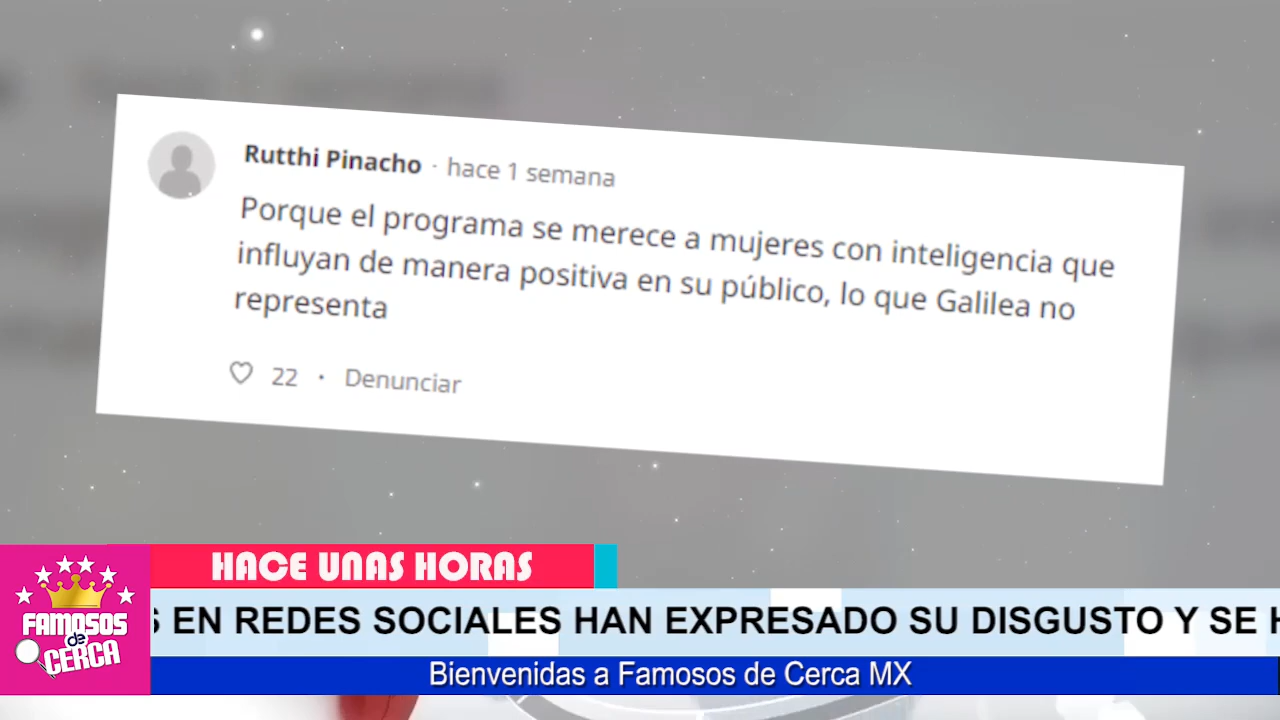 Rutthi Pinacho · hace 1 semana
Porque el programa se merece a mujeres con inteligencia que
influyan de manera positiva en su público, lo que Galilea no
representa
22 · Denunciar
HACE UNAS HORAS
EN REDES SOCIALES HAN EXPRESADO SU DISGUSTO Y SE
FAMOSOS
de
CERCA
Bienvenidas a Famosos de Cerca MX